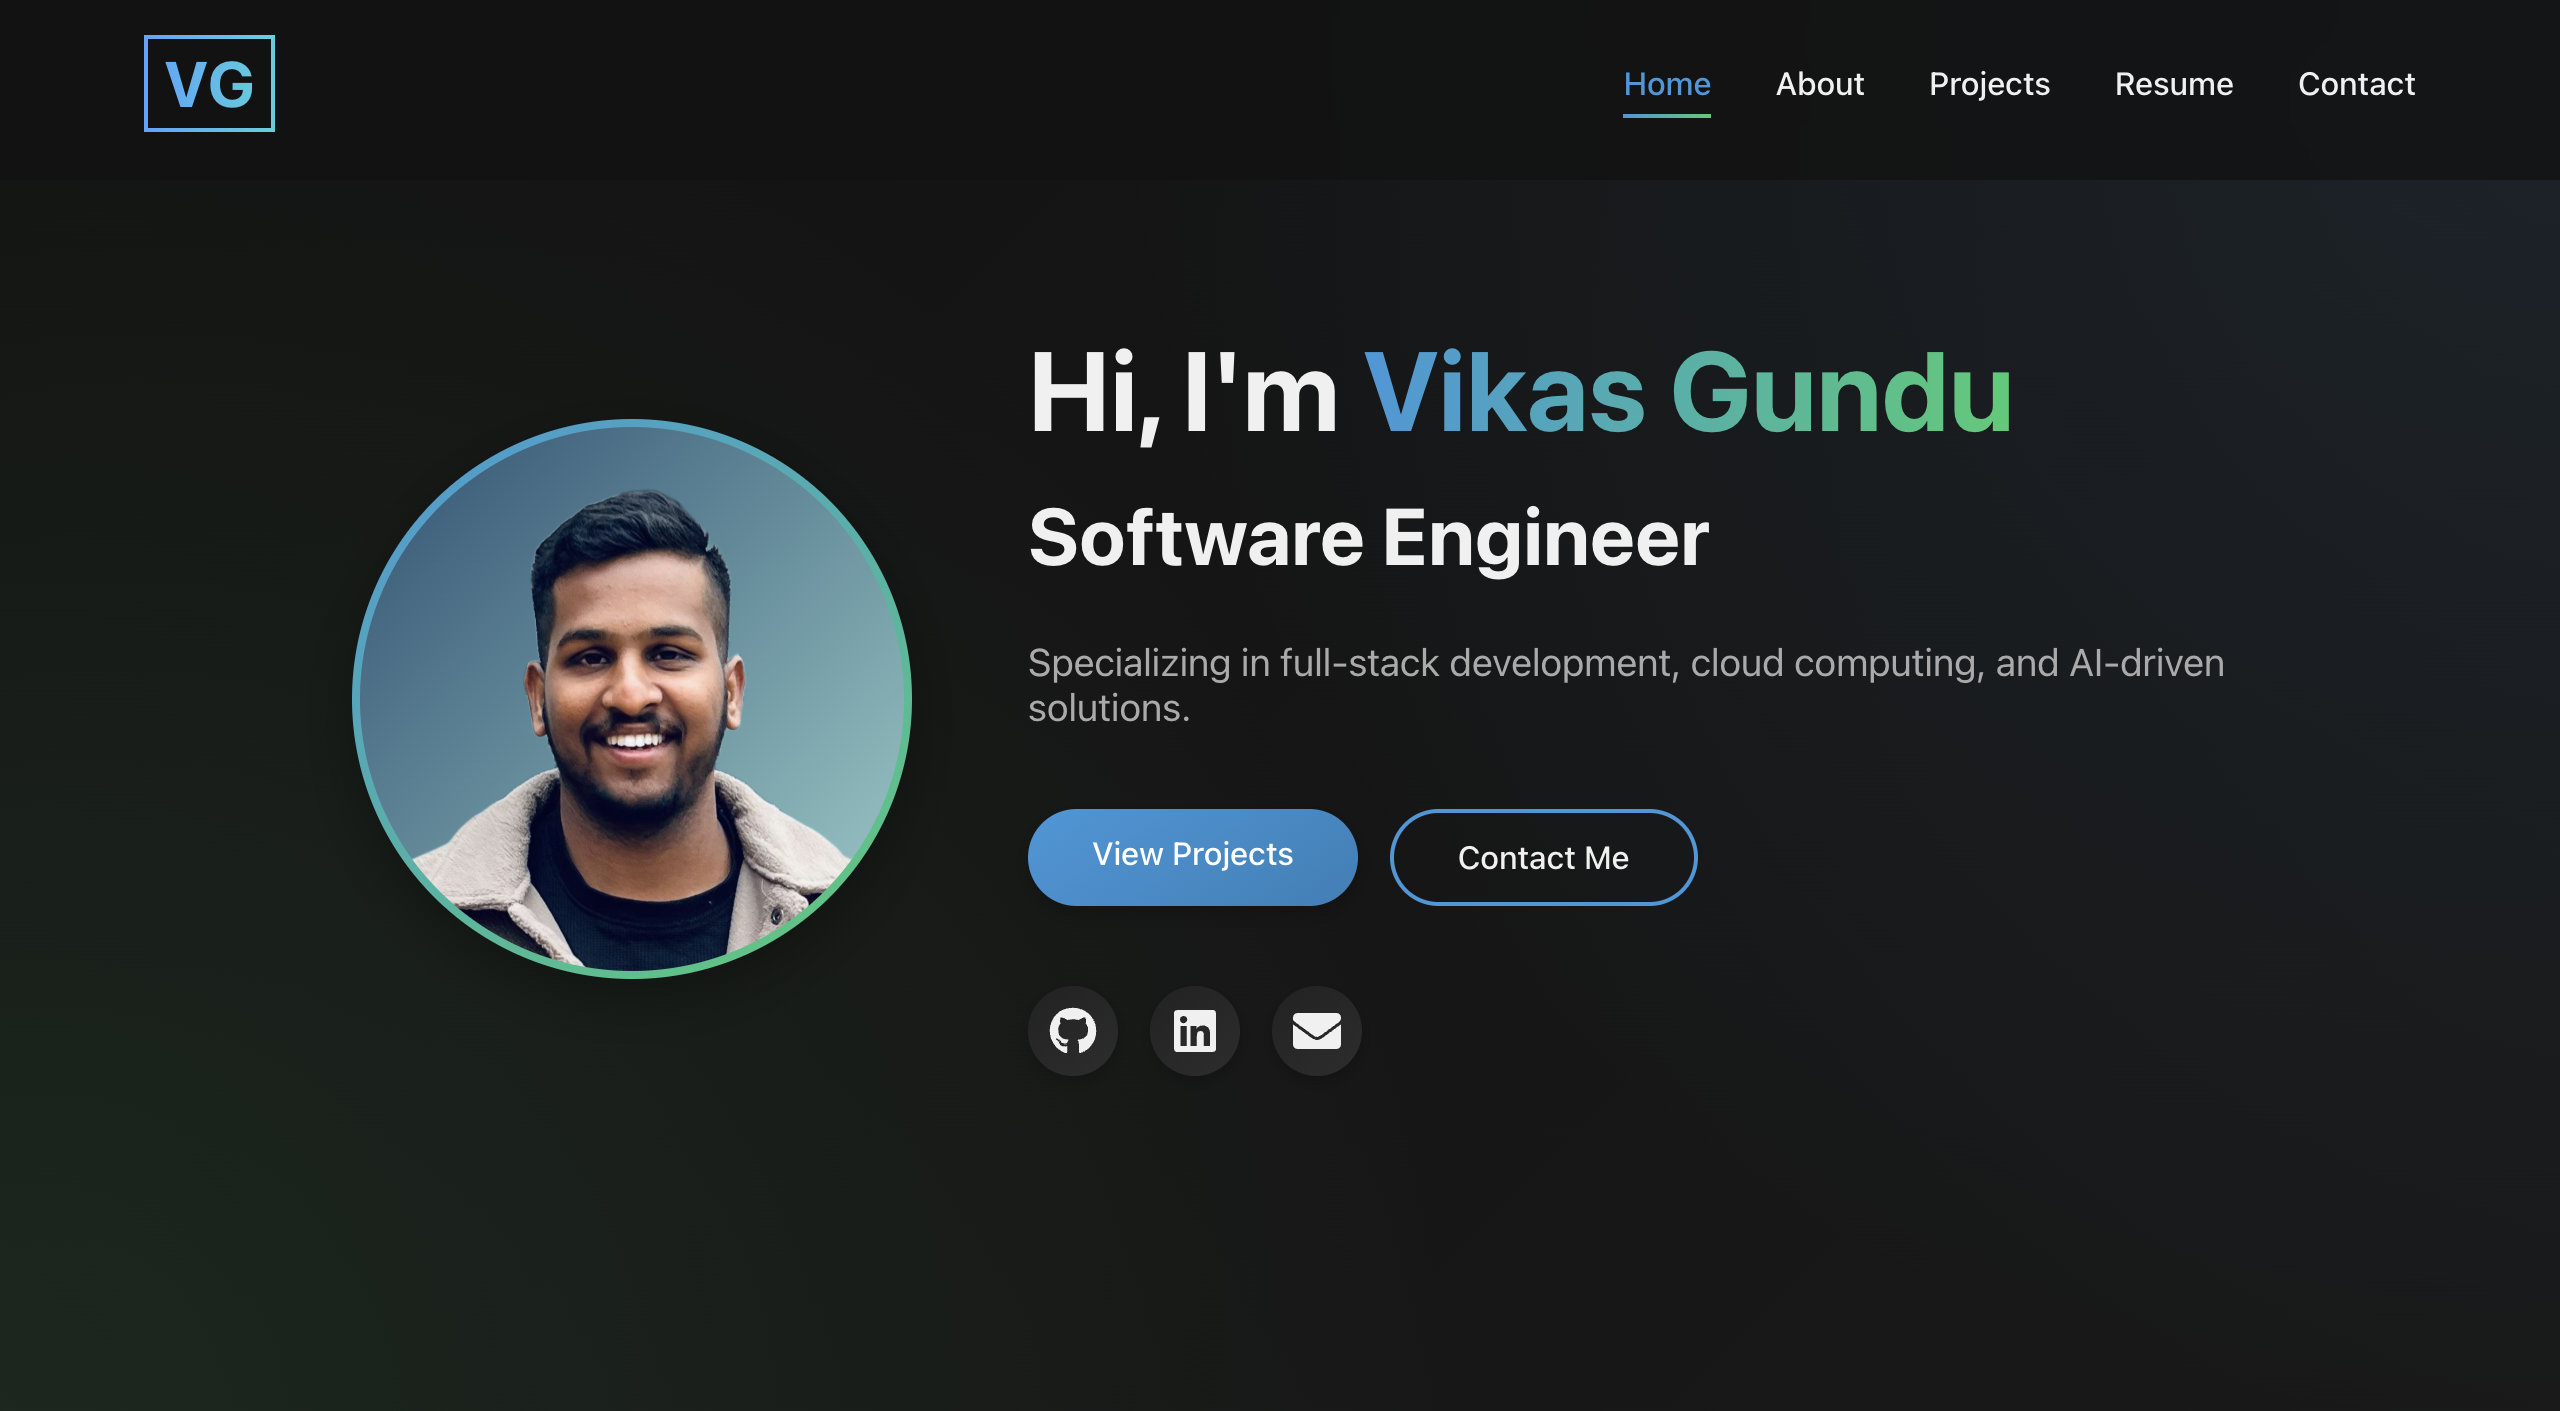 VG
Home About Projects Resume Contact
Hi, I'm Vikas Gundu
Software Engineer
Specializing in full-stack development, cloud computing, and AI-driven
solutions.
View Projects Contact Me
in